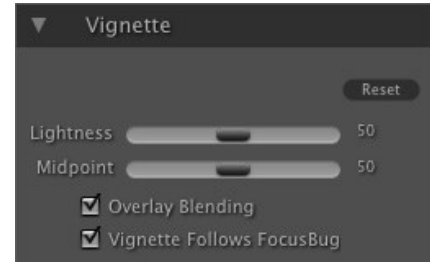 Vignette
Reset
Lightness 50
Midpoint 50
Overlay Blending
Vignette Follows FocusBug